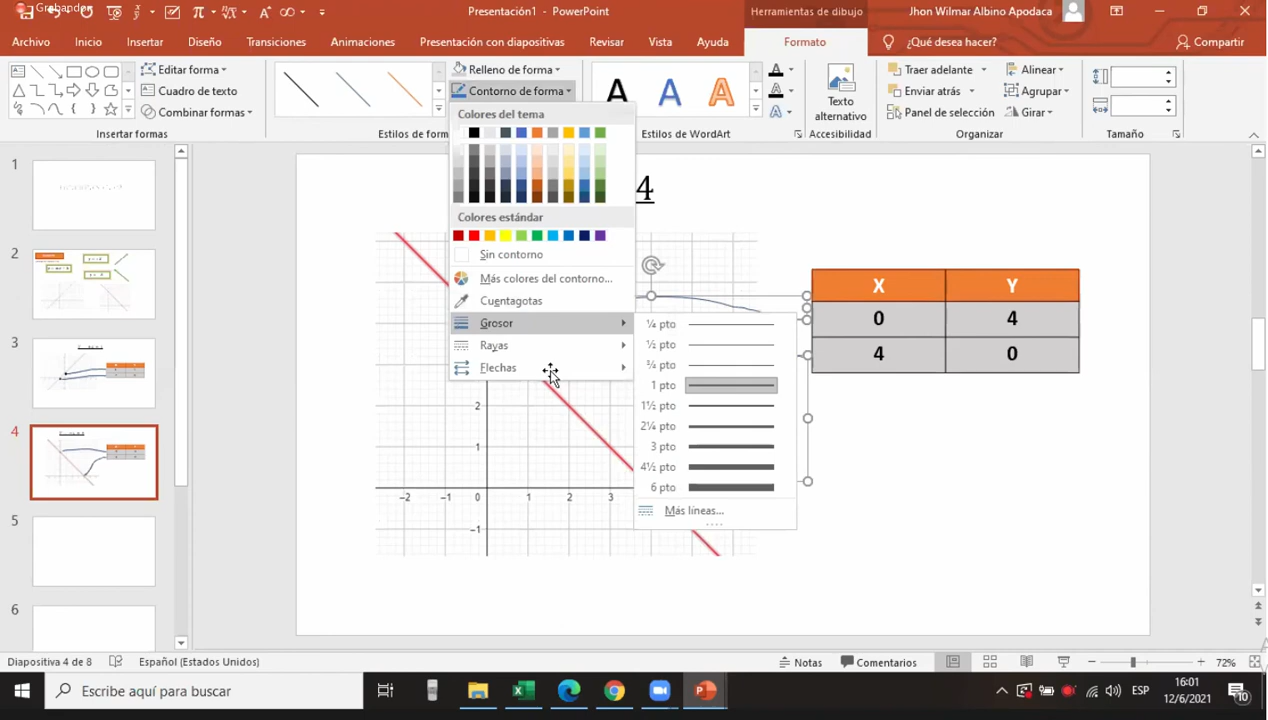 Grabando
Presentación1 - PowerPoint
Herramientas de dibujo
Jhon Wilmar Albino Apodaca
Archivo
Inicio
Insertar
Diseño
Transiciones
Animaciones
Presentación con diapositivas
Revisar
Vista
Ayuda
Formato
¿Qué desea hacer?
Compartir
Editar forma
Cuadro de texto
Combinar formas
Insertar formas
Relleno de forma
Contorno de forma
Estilos de for
A A A
Estilos de WordArt
Texto
alternativo
Accesibilidad
Traer adelante
Enviar atrás
Panel de selección
Alinear
Agrupar
Girar
Organizar
Tamaño
Colores del tema
Colores estándar
Sin contorno
Más colores del contorno...
Cuentagotas
Grosor
Rayas
Flechas
¼ pto
½ pto
¾ pto
1 pto
1½ pto
2¼ pto
3 pto
4½ pto
6 pto
Más líneas...
1
2
3
4
5
6
4
2
1
−2 −1 0 1 2 3
−1
X Y
0 4
4 0
Diapositiva 4 de 8
Español (Estados Unidos)
Notas
Comentarios
72%
Escribe aquí para buscar
ESP
16:01
12/6/2021
10